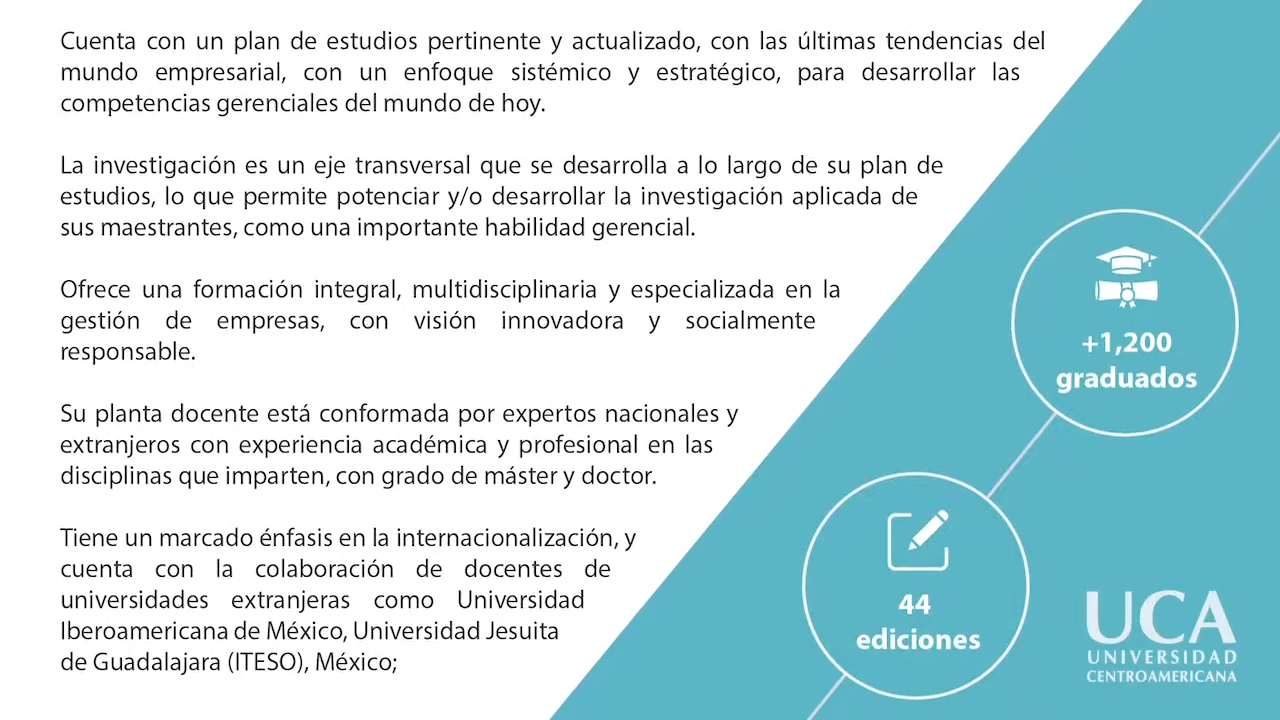 Cuenta con un plan de estudios pertinente y actualizado, con las últimas tendencias del
mundo empresarial, con un enfoque sistémico y estratégico, para desarrollar las
competencias gerenciales del mundo de hoy.
La investigación es un eje transversal que se desarrolla a lo largo de su plan de
estudios, lo que permite potenciar y/o desarrollar la investigación aplicada de
sus maestrantes, como una importante habilidad gerencial.
Ofrece una formación integral, multidisciplinaria y especializada en la
gestión de empresas, con visión innovadora y socialmente
responsable.
Su planta docente está conformada por expertos nacionales y
extranjeros con experiencia académica y profesional en las
disciplinas que imparten, con grado de máster y doctor.
Tiene un marcado énfasis en la internacionalización, y
cuenta con la colaboración de docentes de
universidades extranjeras como Universidad
Iberoamericana de México, Universidad Jesuita
de Guadalajara (ITESO), México;
+1,200
graduados
44
ediciones
UCA
UNIVERSIDAD
CENTROAMERICANA